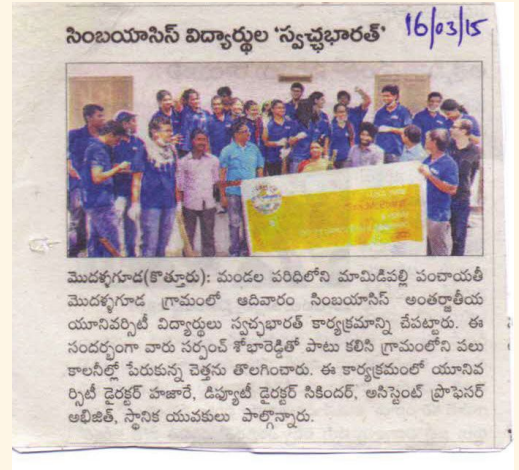 సింబయాసిస్ విద్యార్థుల 'స్వచ్ఛభారత్'
16/03/15
మొదళ్ళగూడ(కొత్తూరు): మండల పరిధిలోని మామిడిపల్లి పంచాయతీ
మొదళ్ళగూడ గ్రామంలో ఆదివారం సింబయాసిస్ అంతర్జాతీయ
యూనివర్సిటీ విద్యార్థులు స్వచ్ఛభారత్ కార్యక్రమాన్ని చేపట్టారు. ఈ
సందర్భంగా వారు సర్పంచ్ శోభారెడ్డితో పాటు కలిసి గ్రామంలోని పలు
కాలనీల్లో పేరుకున్న చెత్తను తొలగించారు. ఈ కార్యక్రమంలో యూనివ
ర్సిటీ డైరక్టర్ హజారే, డిప్యూటీ డైరక్టర్ సికిందర్, అసిస్టెంట్ ప్రొఫెసర్
అభిజిత్, స్థానిక యువకులు పాల్గొన్నారు.